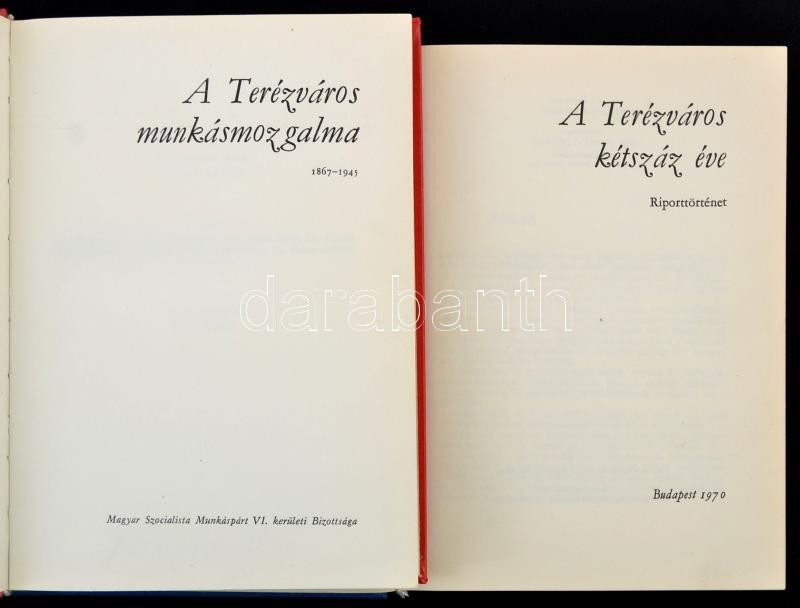 A Terézváros
munkásmozgalma
1867–1945
Magyar Szocialista Munkáspárt VI. kerületi Bizottsága
A Terézváros
kétszáz éve
Riporttörténet
Budapest 1970
darabanth